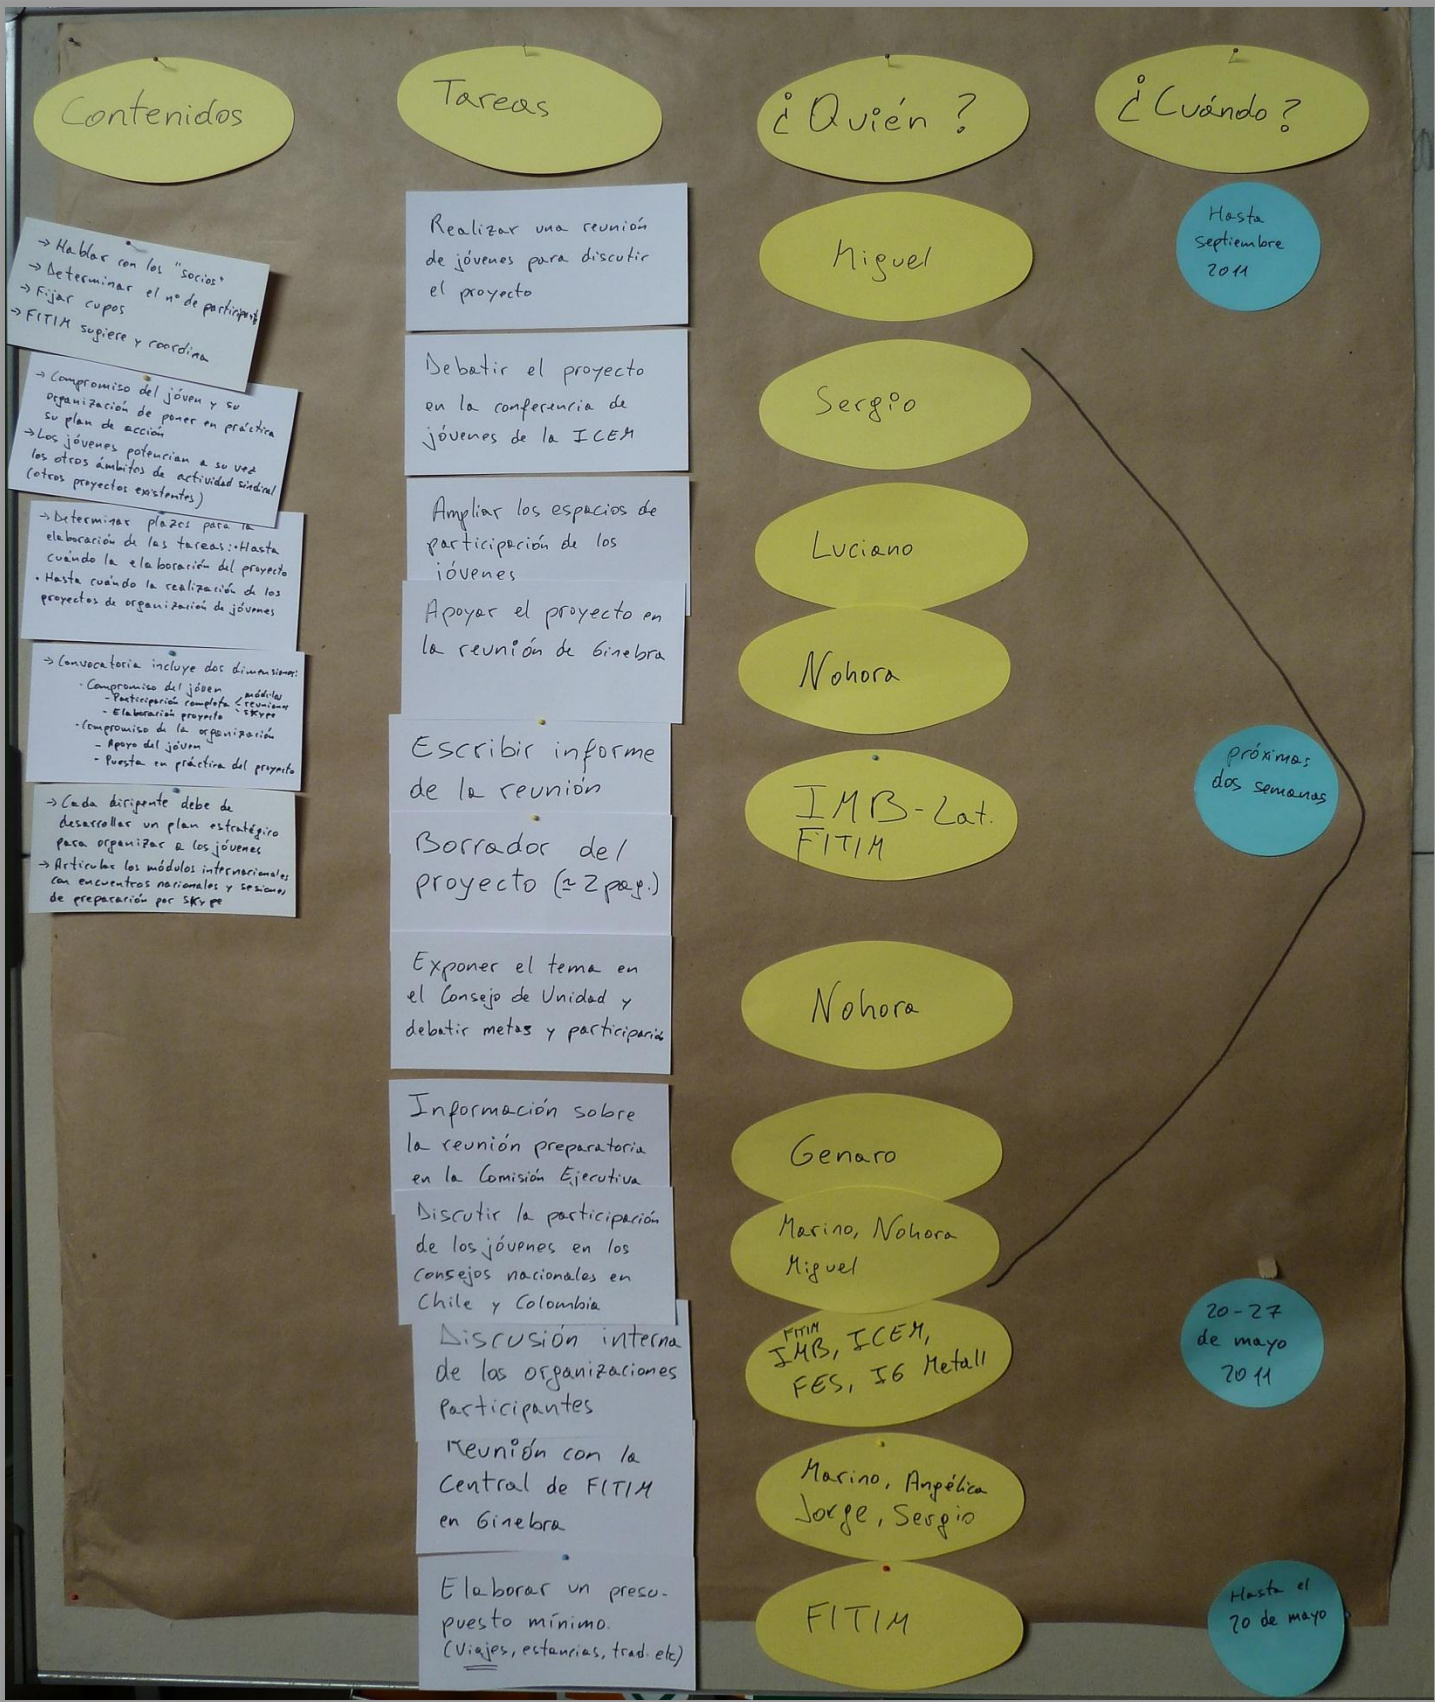 Contenidos
Tareas
¿Quién?
¿Cuándo?
→ Hablar con los "socios"
→ Determinar el nº de participant
→ Fijar cupos
→ FITIM sugiere y coordina
→ Compromiso del jóven y su
organización de poner en práctica
su plan de acción
→ Los jóvenes potencian a su vez
los otros ámbitos de actividad sindical
(otros proyectos existentes)
→ Determinar plazos para la
elaboración de las tareas: • Hasta
cuándo la elaboración del proyecto
• Hasta cuándo la realización de los
proyectos de organización de jóvenes
→ Convocatoria incluye dos dimensiones:
- Compromiso del jóven
- Participación completa < módulos
reuniones
skype
- Elaboración proyecto
- Compromiso de la organización
- Apoyo del jóven
- Puesta en práctica del proyecto
→ Cada dirigente debe de
desarrollar un plan estratégico
para organizar a los jóvenes
→ Articular los módulos internacionales
con encuentros nacionales y sesiones
de preparación por skype
Realizar una reunión
de jóvenes para discutir
el proyecto
Miguel
Hasta
septiembre
2011
Debatir el proyecto
en la conferencia de
jóvenes de la ICEM
Sergio
Ampliar los espacios de
participación de los
jóvenes
Luciano
Apoyar el proyecto en
la reunión de Ginebra
Nohora
Escribir informe
de la reunión
Borrador del
proyecto (≃ 2 pag.)
IMB-Lat.
FITIM
próximas
dos semanas
Exponer el tema en
el Consejo de Unidad y
debatir metas y participación
Nohora
Información sobre
la reunión preparatoria
en la Comisión Ejecutiva
Genaro
Discutir la participación
de los jóvenes en los
consejos nacionales en
Chile y Colombia
Marino, Nohora
Miguel
Discusión interna
de las organizaciones
participantes
FITIM
IMB, ICEM,
FES, IG Metall
20-27
de mayo
2011
Reunión con la
Central de FITIM
en Ginebra
Marino, Angélica
Jorge, Sergio
Elaborar un presu-
puesto mínimo.
(Viajes, estancias, trad. etc)
FITIM
Hasta el
20 de mayo